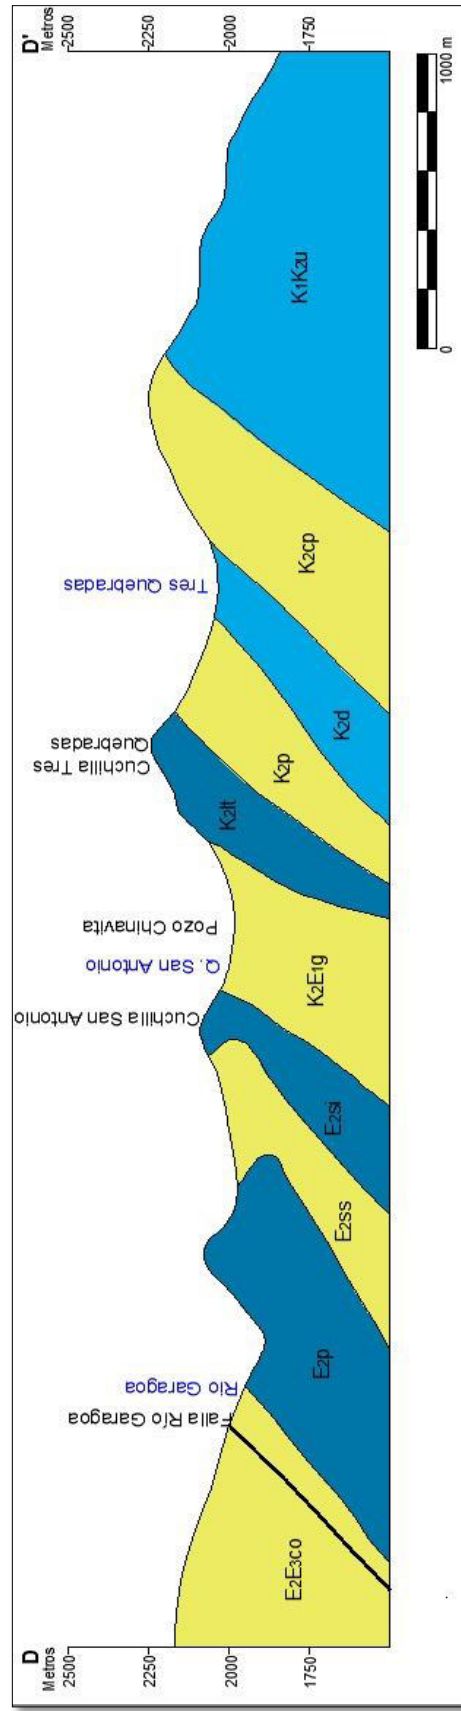 D
Metros
2500
2250
2000
1750
Falla Río Garagoa
Rio Garagoa
Cuchilla San Antonio
Q. San Antonio
Pozo Chinavita
Cuchilla Tres
Quebradas
Tres Quebradas
D'
Metros
2500
2250
2000
1750
E2E3co
E2p
E2ss
E2si
K2E1g
K2lt
K2p
K2d
K2cp
K1K2u
0
1000 m